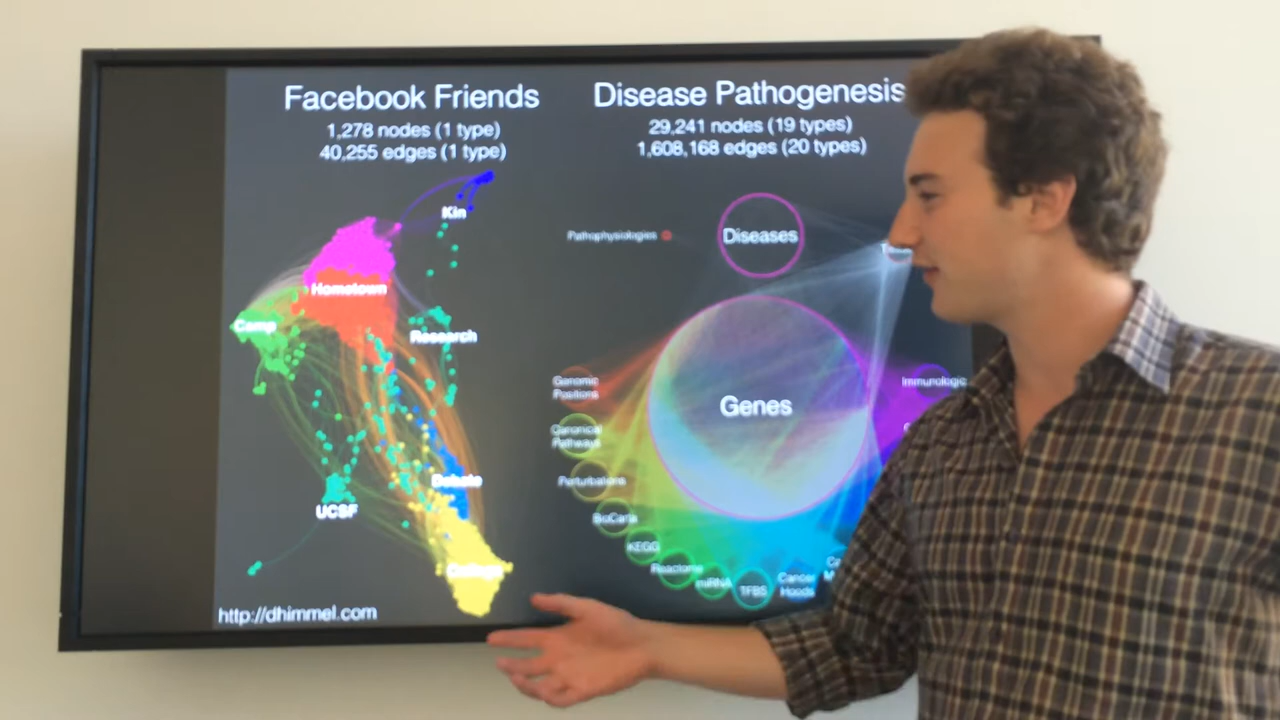 Facebook Friends
1,278 nodes (1 type)
40,255 edges (1 type)
Kin
Hometown
Camp
Research
Debate
UCSF
College
http://dhimmel.com
Disease Pathogenesis
29,241 nodes (19 types)
1,608,168 edges (20 types)
Pathophysiologies
Diseases
Genes
Genomic
Positions
Canonical
Pathways
Perturbations
BioCarta
KEGG
Reactome
miRNA
TFBS
Cancer
Hoods
Immunologic